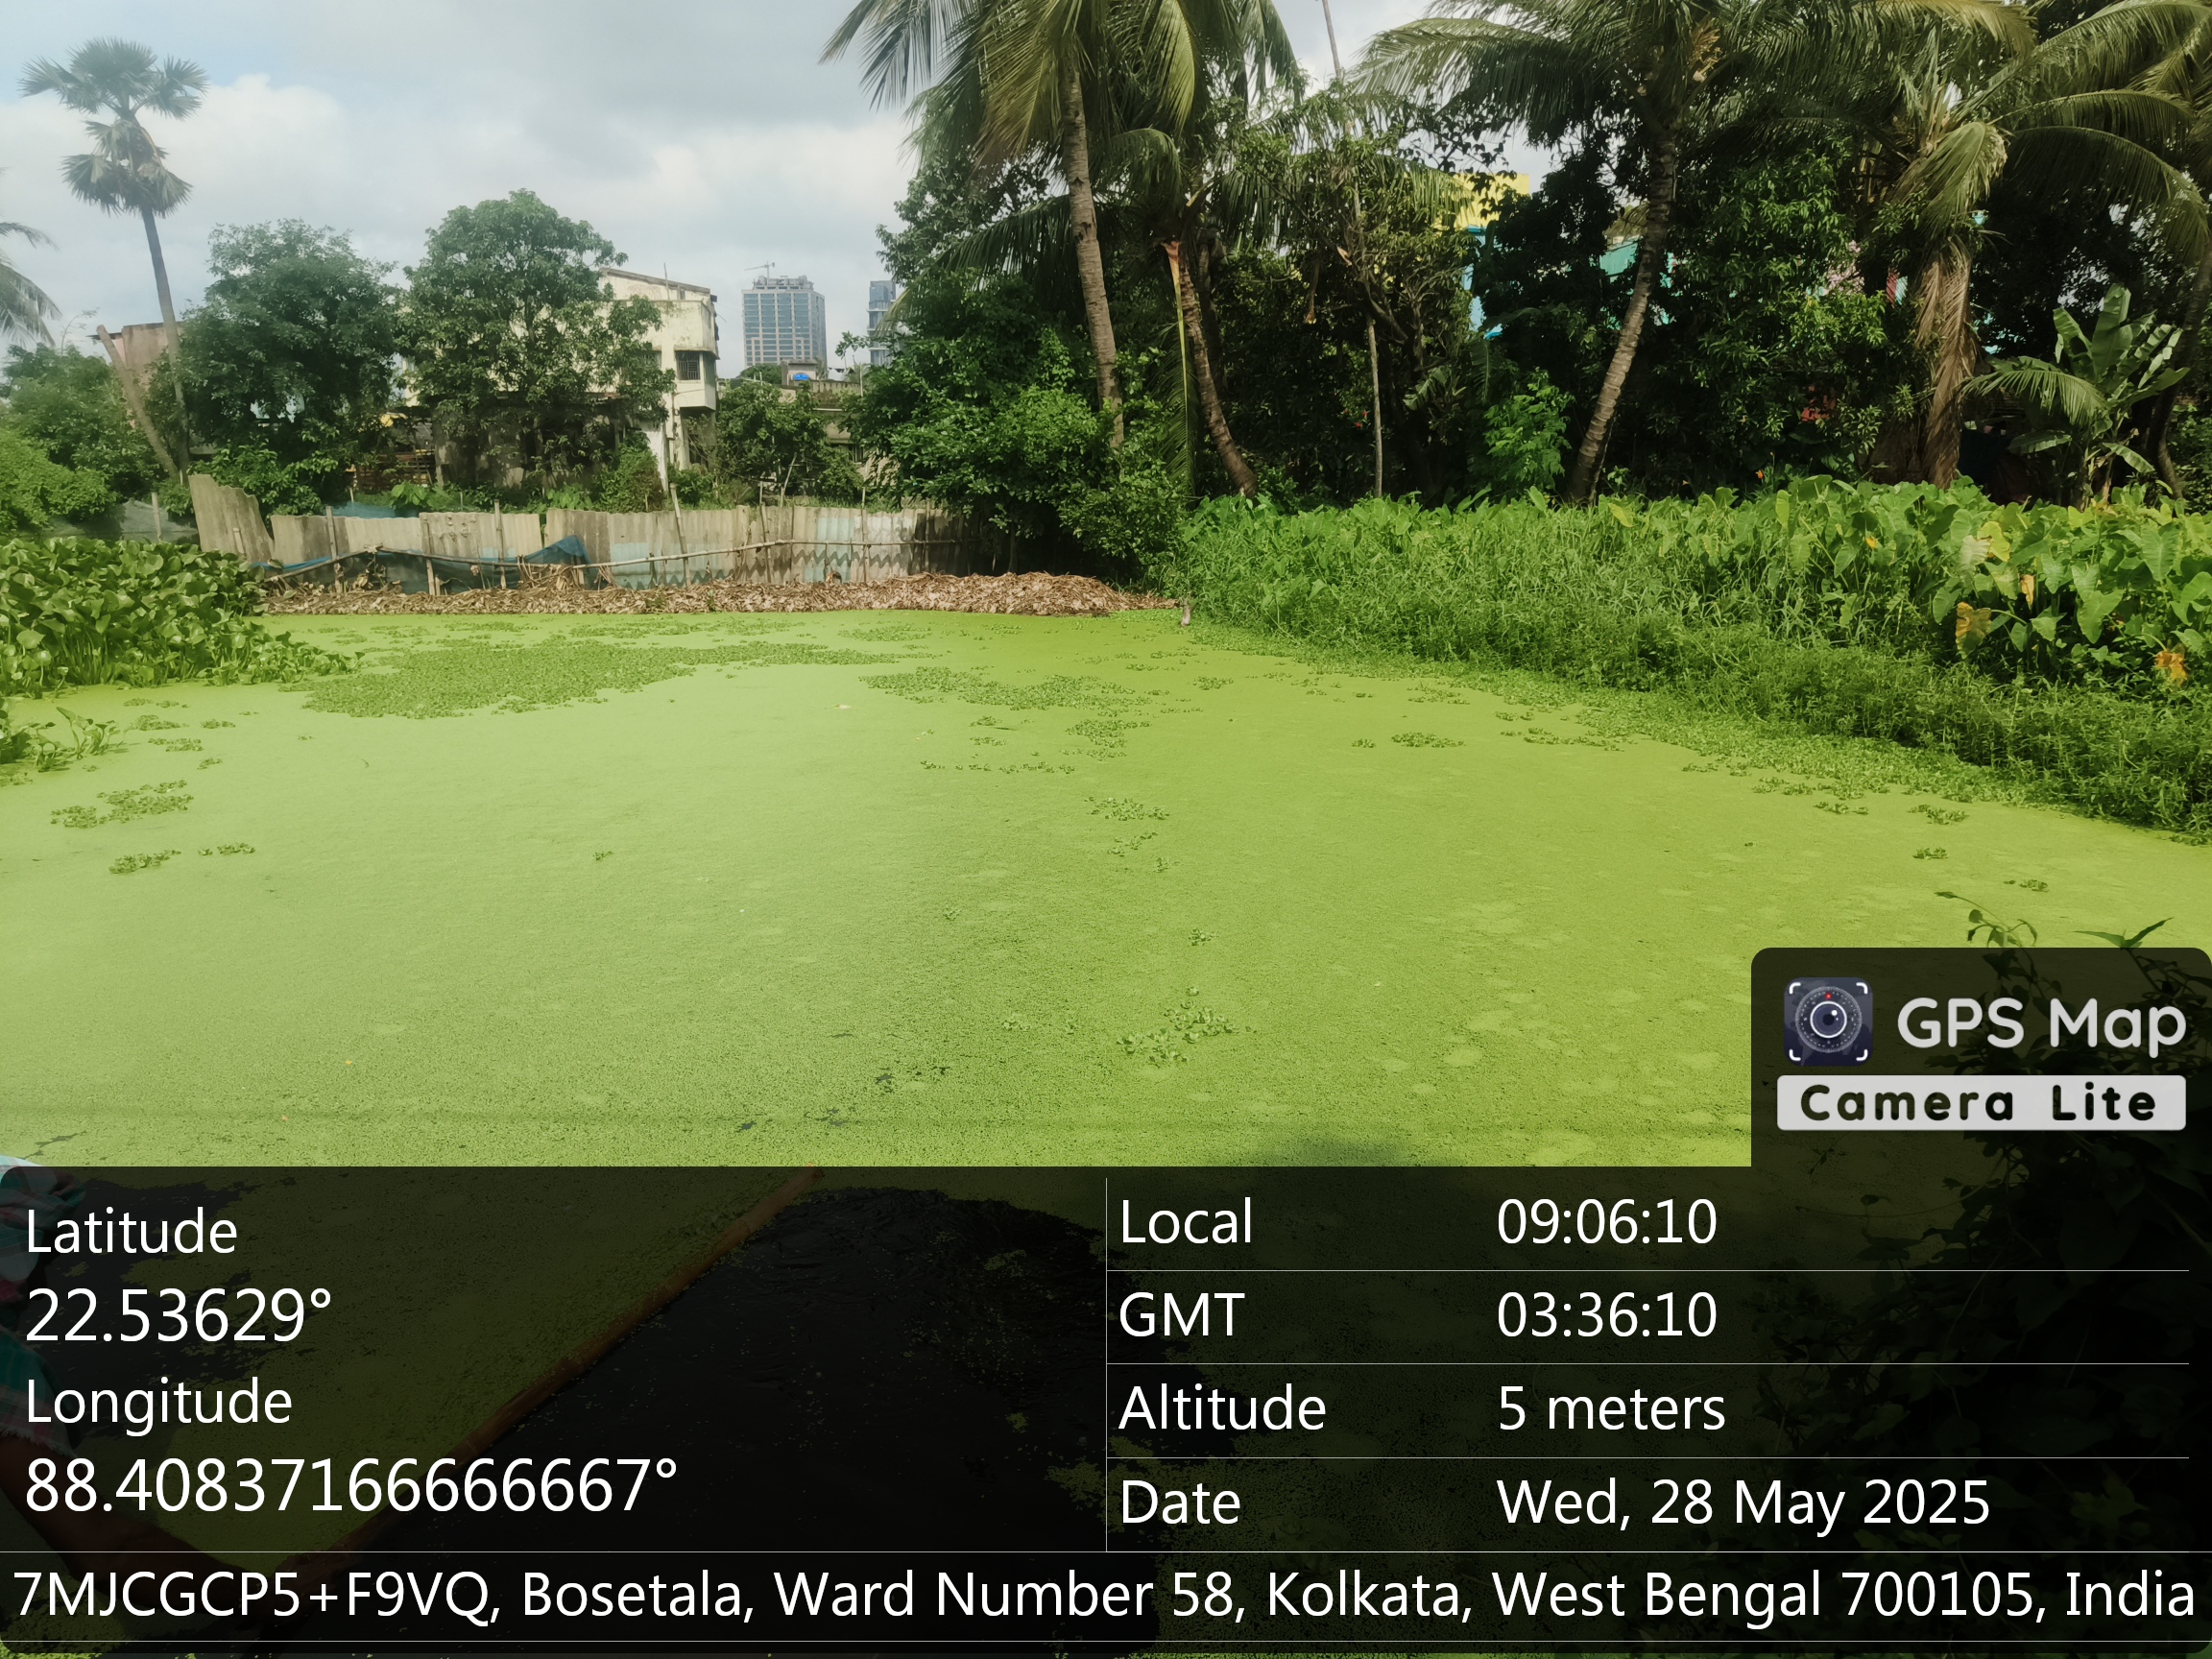 GPS Map
Camera Lite
Latitude
22.53629°
Longitude
88.40837166666667°
Local 09:06:10
GMT 03:36:10
Altitude 5 meters
Date Wed, 28 May 2025
7MJCGCP5+F9VQ, Bosetala, Ward Number 58, Kolkata, West Bengal 700105, India